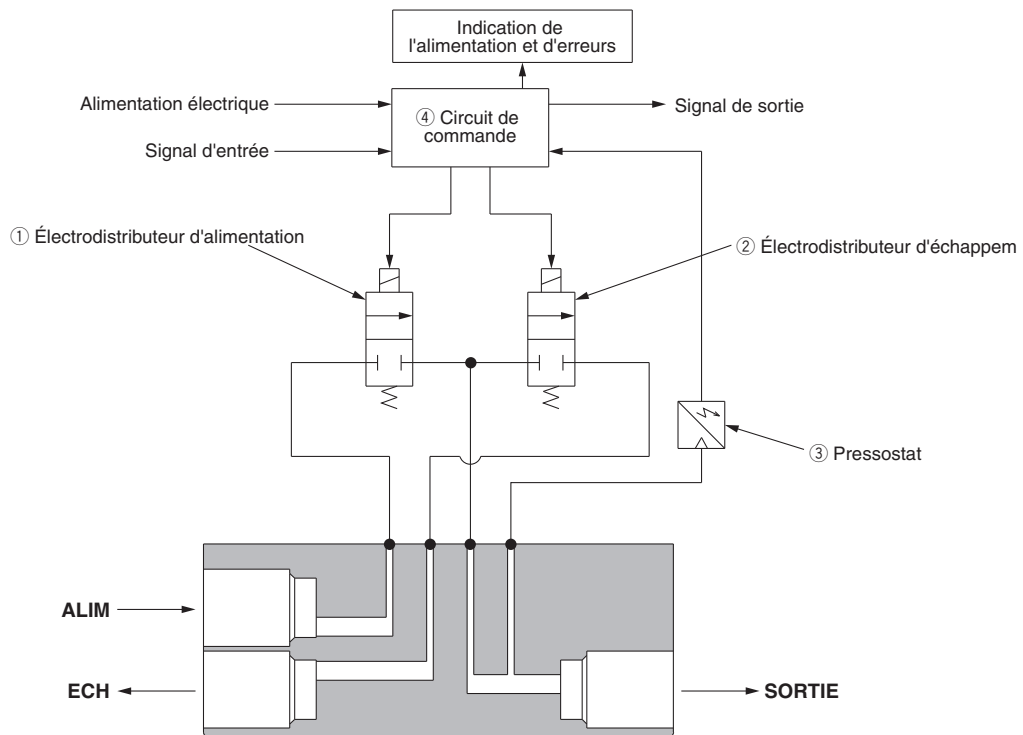 Indication de
l'alimentation et d'erreurs
Alimentation électrique
④ Circuit de
commande
Signal de sortie
Signal d'entrée
① Électrodistributeur d'alimentation
② Électrodistributeur d'échappem
③ Pressostat
ALIM
ECH
SORTIE